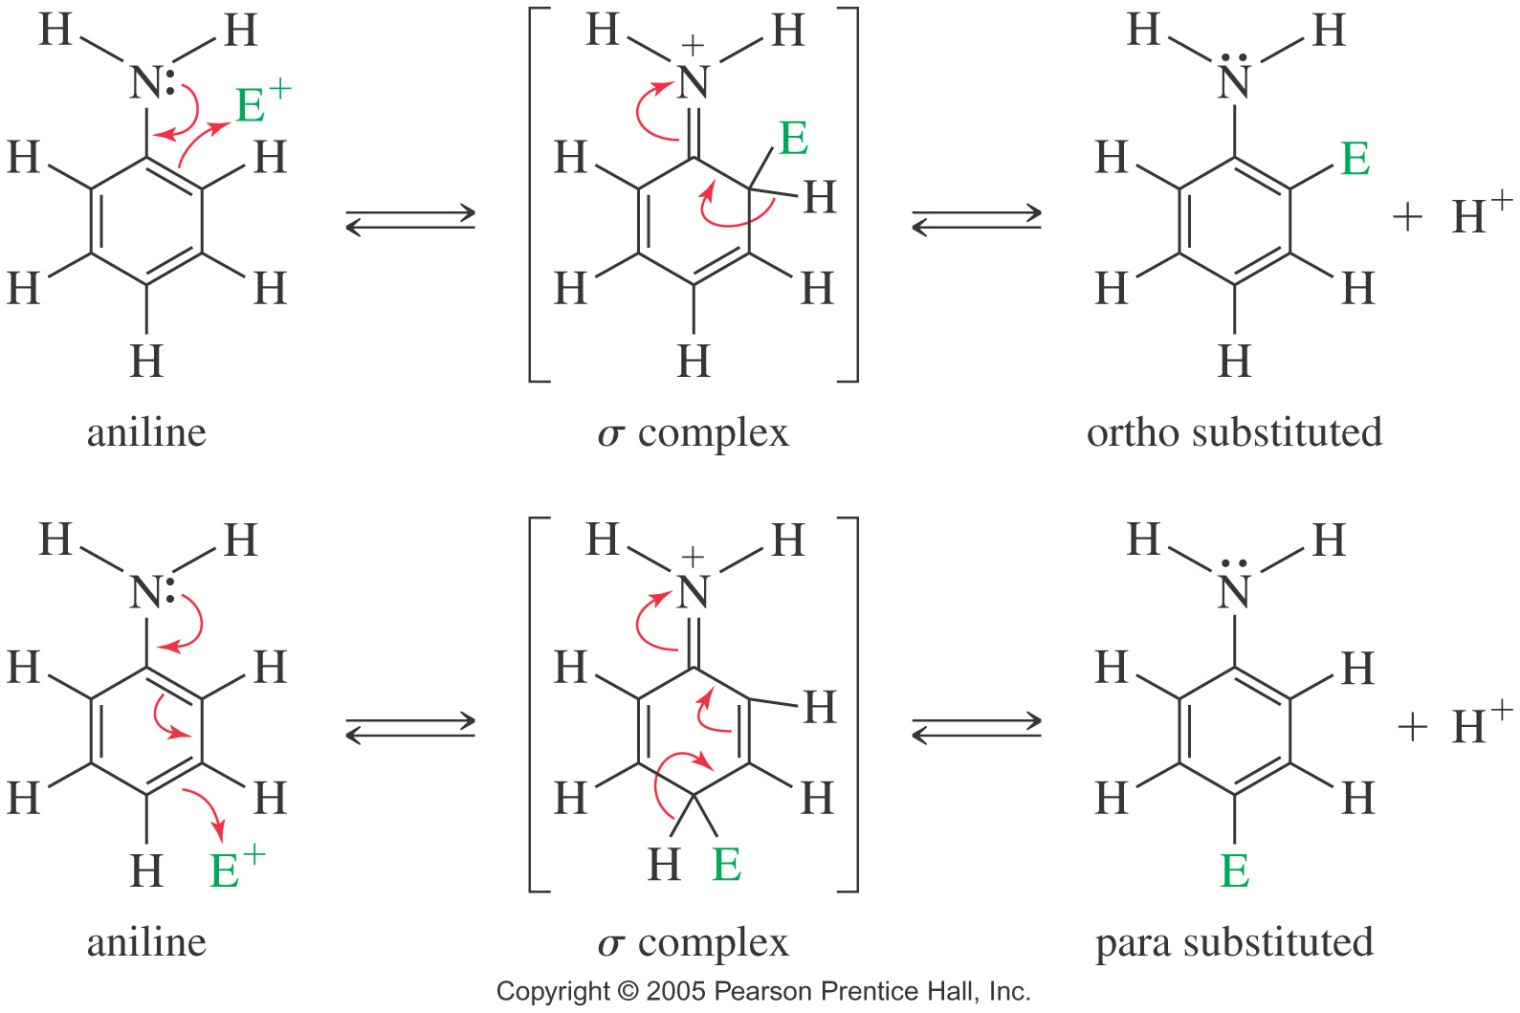 H H H + H H H
N: E+ N N̈
H H H E H E
H + H+
H H H H H H
H H H
aniline σ complex ortho substituted
H H H + H H H
N: N N̈
H H H H H H
+ H+
H H H H H H
H E+ H E E
aniline σ complex para substituted
Copyright © 2005 Pearson Prentice Hall, Inc.